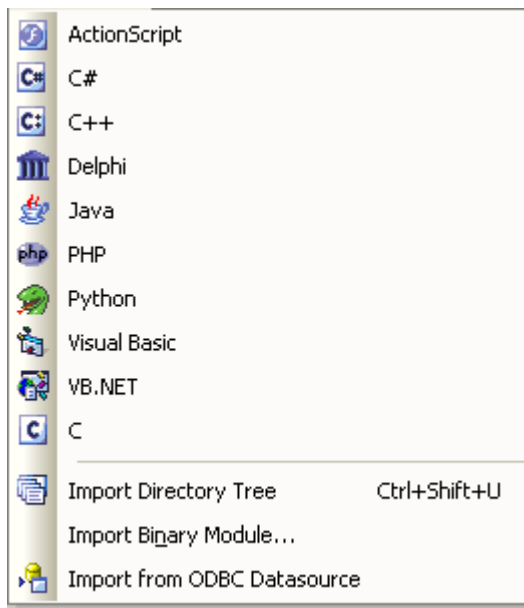 ActionScript
C#
C++
Delphi
Java
PHP
Python
Visual Basic
VB.NET
C
Import Directory Tree Ctrl+Shift+U
Import Binary Module...
Import from ODBC Datasource